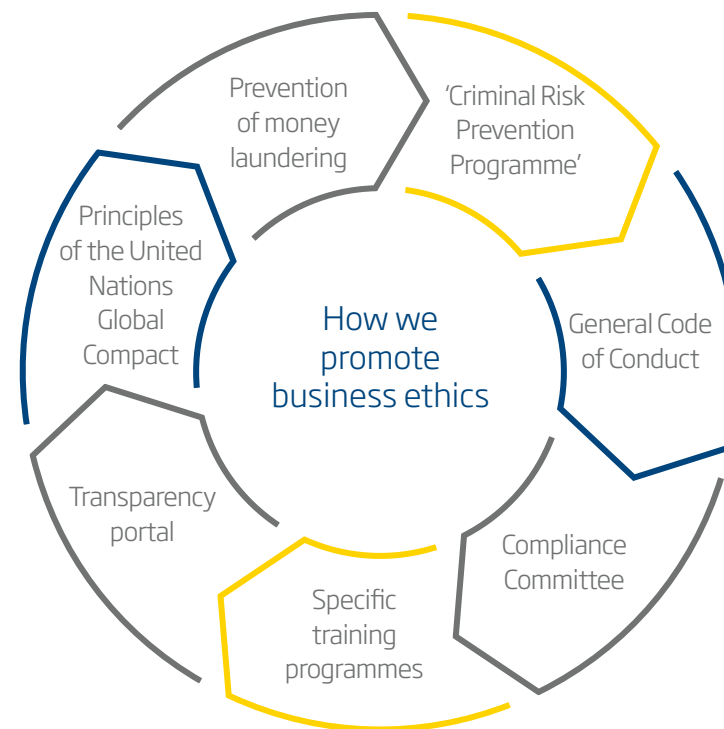 How we
promote
business ethics
Prevention
of money
laundering
'Criminal Risk
Prevention
Programme'
General Code
of Conduct
Compliance
Committee
Specific
training
programmes
Transparency
portal
Principles
of the United
Nations
Global
Compact